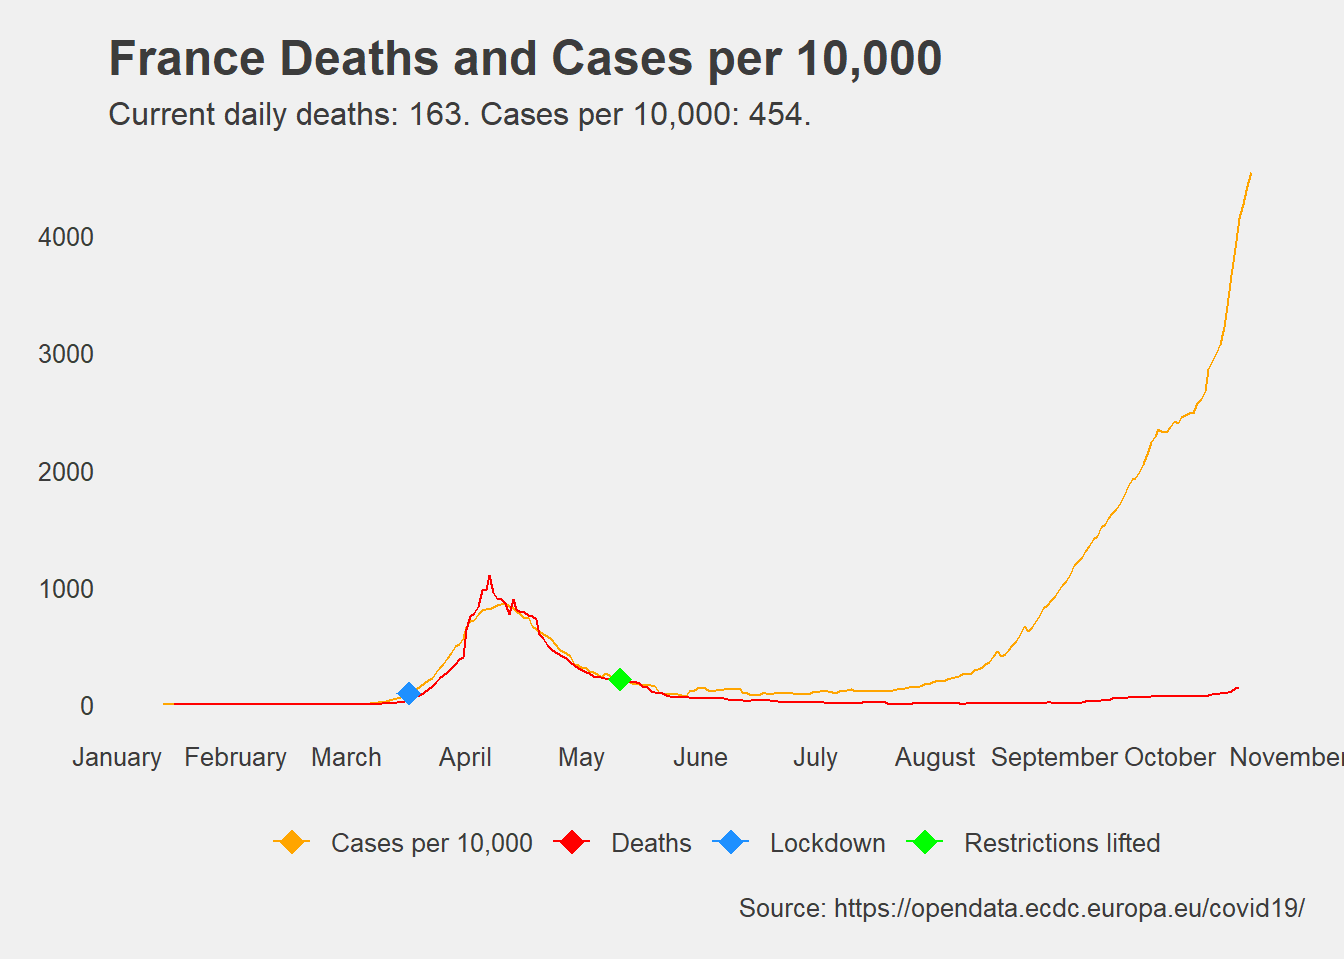 France Deaths and Cases per 10,000
Current daily deaths: 163. Cases per 10,000: 454.
4000
3000
2000
1000
0
January February March April May June July August September October November
Cases per 10,000 Deaths Lockdown Restrictions lifted
Source: https://opendata.ecdc.europa.eu/covid19/